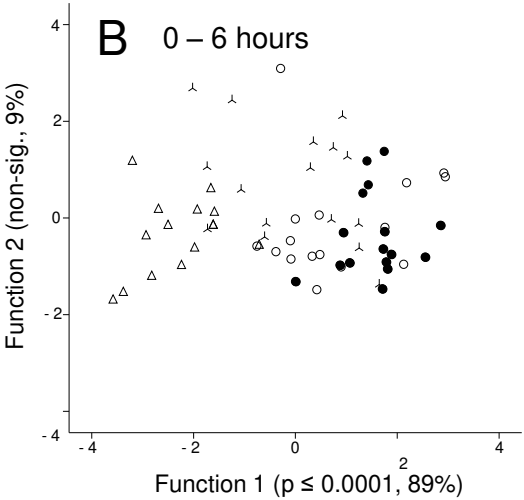 B 0 – 6 hours
Function 2 (non-sig., 9%)
4
2
0
- 2
- 4
- 4 - 2 0 2 4
Function 1 (p ≤ 0.0001, 89%)